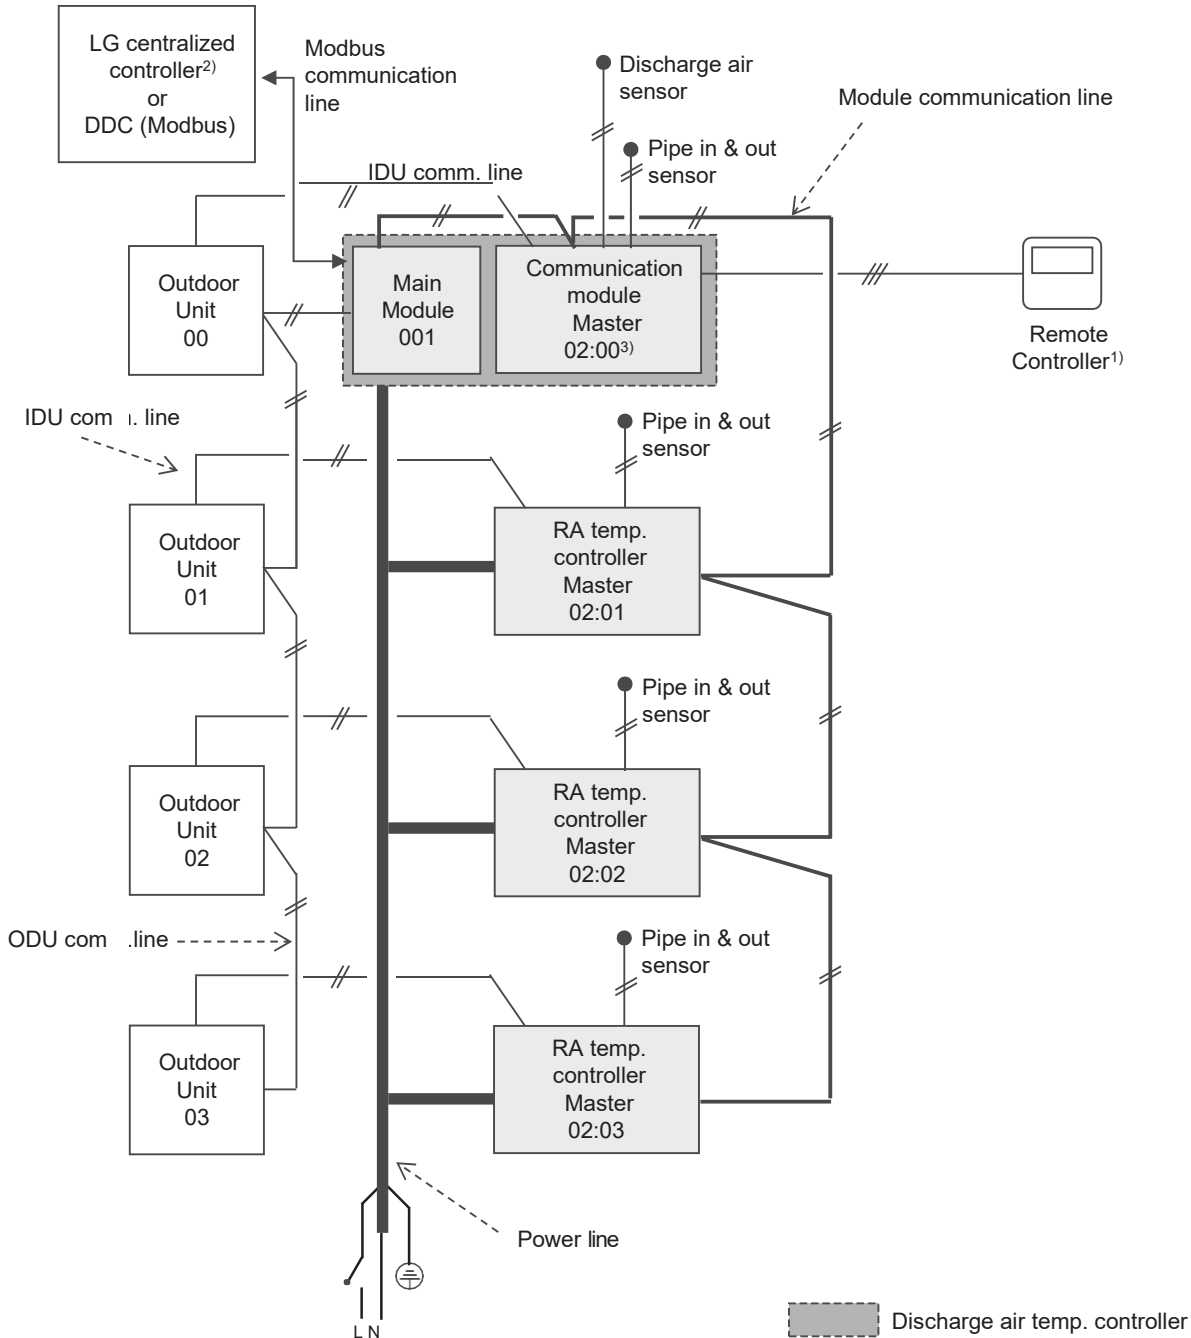 LG centralized
controller2)
or
DDC (Modbus)
Modbus
communication
line
Discharge air
sensor
Module communication line
Pipe in & out
sensor
IDU comm. line
Outdoor
Unit
00
Main
Module
001
Communication
module
Master
02:003)
Remote
Controller1)
IDU com . line
Pipe in & out
sensor
Outdoor
Unit
01
RA temp.
controller
Master
02:01
Pipe in & out
sensor
Outdoor
Unit
02
RA temp.
controller
Master
02:02
ODU com .line
Pipe in & out
sensor
Outdoor
Unit
03
RA temp.
controller
Master
02:03
Power line
L N
Discharge air temp. controller